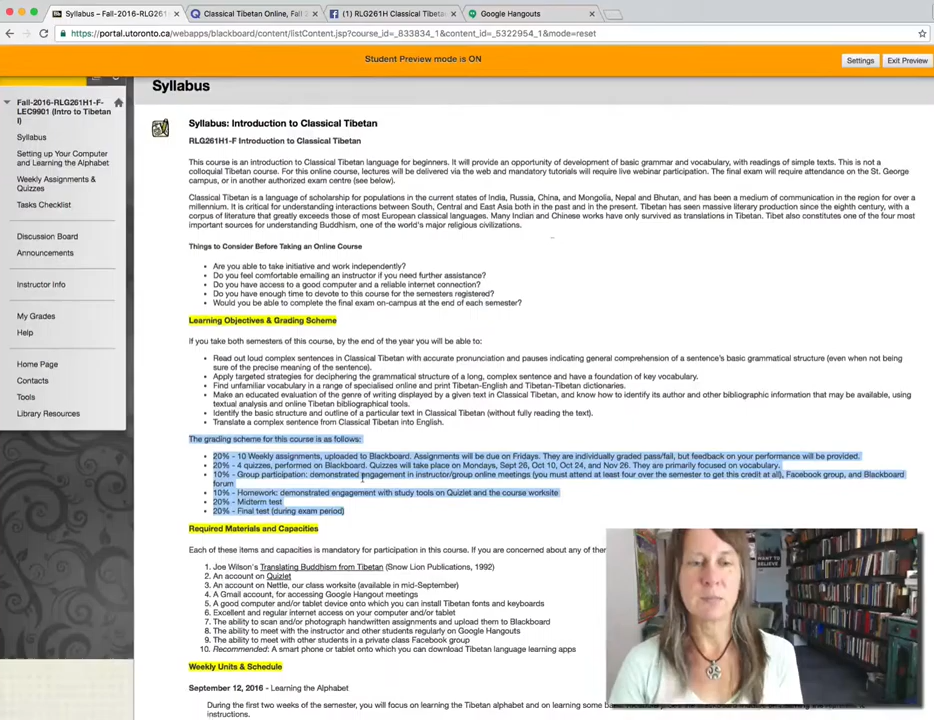 Syllabus – Fall-2016-RLG261
Classical Tibetan Online, Fall 2
(1) RLG261H Classical Tibetan
Google Hangouts
https://portal.utoronto.ca/webapps/blackboard/content/listContent.jsp?course_id=_833834_1&content_id=_5322954_1&mode=reset
Student Preview mode is ON
Settings
Exit Preview
Fall-2016-RLG261H1-F-
LEC9901 (Intro to Tibetan
I)
Syllabus
Setting up Your Computer
and Learning the Alphabet
Weekly Assignments &
Quizzes
Tasks Checklist
Discussion Board
Announcements
Instructor Info
My Grades
Help
Home Page
Contacts
Tools
Library Resources
Syllabus
Syllabus: Introduction to Classical Tibetan
RLG261H1-F Introduction to Classical Tibetan
This course is an introduction to Classical Tibetan language for beginners. It will provide an opportunity of development of basic grammar and vocabulary, with readings of simple texts. This is not a
colloquial Tibetan course. For this online course, lectures will be delivered via the web and mandatory tutorials will require live webinar participation. The final exam will require attendance on the St. George
campus, or in another authorized exam centre (see below).
Classical Tibetan is a language of scholarship for populations in the current states of India, Russia, China, and Mongolia, Nepal and Bhutan, and has been a medium of communication in the region for over a
millennium. It is critical for understanding interactions between South, Central, and East Asia both in the past and in the present. Tibetan has seen massive literary production since the eighth century, with a
corpus of literature that greatly exceeds those of most European classical languages. Many Indian and Chinese works have only survived as translations in Tibetan. Tibet also constitutes one of the four most
important sources for understanding Buddhism, one of the world's major religious civilizations.
Things to Consider Before Taking an Online Course
• Are you able to take initiative and work independently?
• Do you feel comfortable emailing an instructor if you need further assistance?
• Do you have access to a good computer and a reliable internet connection?
• Do you have enough time to devote to this course for the semesters registered?
• Would you be able to complete the final exam on-campus at the end of each semester?
Learning Objectives & Grading Scheme
If you take both semesters of this course, by the end of the year you will be able to:
• Read out loud complex sentences in Classical Tibetan with accurate pronunciation and pauses indicating general comprehension of a sentence's basic grammatical structure (even when not being
sure of the precise meaning of the sentence).
• Apply targeted strategies for deciphering the grammatical structure of a long, complex sentence and have a foundation of key vocabulary.
• Find unfamiliar vocabulary in a range of specialised online and print Tibetan-English and Tibetan-Tibetan dictionaries.
• Make an educated evaluation of the genre of writing displayed by a given text in Classical Tibetan, and know how to identify its author and other bibliographic information that may be available, using
textual analysis and online Tibetan bibliographical tools.
• Identify the basic structure and outline of a particular text in Classical Tibetan (without fully reading the text).
• Translate a complex sentence from Classical Tibetan into English.
The grading scheme for this course is as follows:
• 20% - 10 Weekly assignments, uploaded to Blackboard. Assignments will be due on Fridays. They are individually graded pass/fail, but feedback on your performance will be provided.
• 20% - 4 quizzes, performed on Blackboard. Quizzes will take place on Mondays, Sept 26, Oct 10, Oct 24, and Nov 26. They are primarily focused on vocabulary.
• 10% - Group participation: demonstrated engagement in instructor/group online meetings (you must attend at least four over the semester to get this credit at all), Facebook group, and Blackboard
forum
• 10% - Homework: demonstrated engagement with study tools on Quizlet and the course worksite
• 20% - Midterm test
• 20% - Final test (during exam period)
Required Materials and Capacities
Each of these items and capacities is mandatory for participation in this course. If you are concerned about any of ther
1. Joe Wilson's Translating Buddhism from Tibetan (Snow Lion Publications, 1992)
2. An account on Quizlet
3. An account on Nettle, our class worksite (available in mid-September)
4. A Gmail account, for accessing Google Hangout meetings
5. A good computer and/or tablet device onto which you can install Tibetan fonts and keyboards
6. Excellent and regular internet access on your computer and/or tablet
7. The ability to scan and/or photograph handwritten assignments and upload them to Blackboard
8. The ability to meet with the instructor and other students regularly on Google Hangouts
9. The ability to meet with other students in a private class Facebook group
10. Recommended: A smart phone or tablet onto which you can download Tibetan language learning apps
Weekly Units & Schedule
September 12, 2016 - Learning the Alphabet
During the first two weeks of the semester, you will focus on learning the Tibetan alphabet and on learning some
instructors.
I WANT TO
BELIEVE